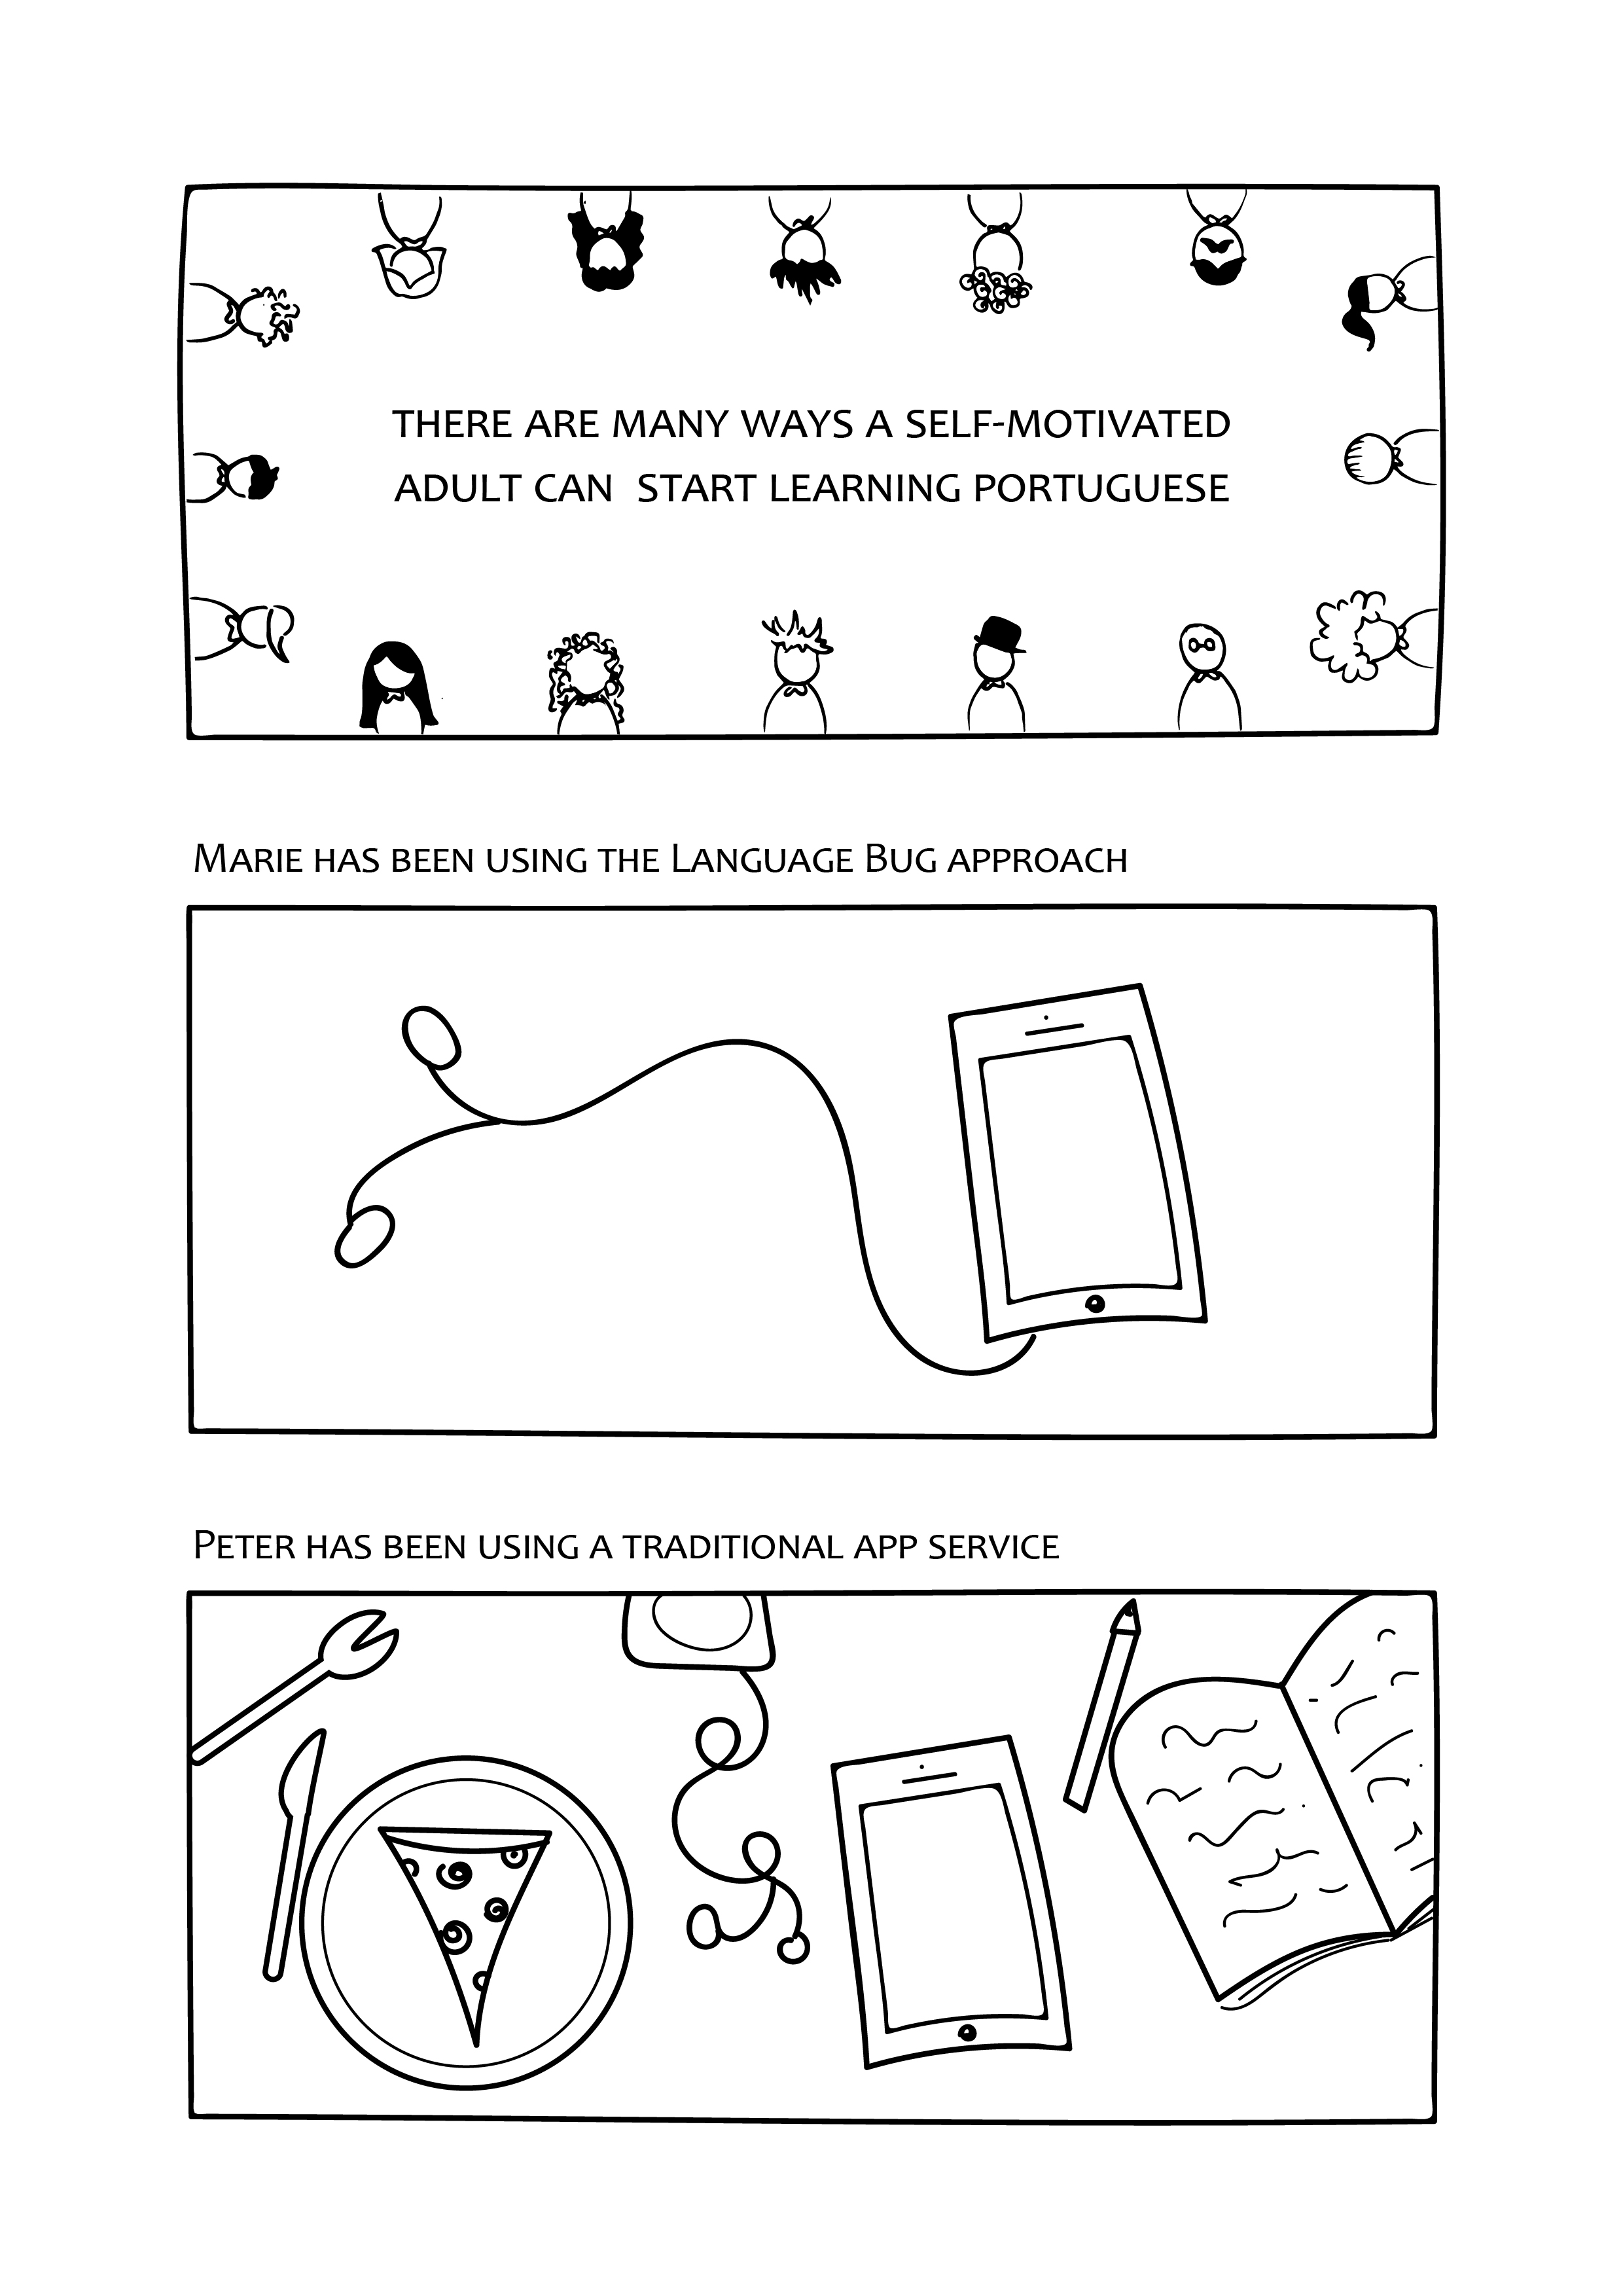 THERE ARE MANY WAYS A SELF-MOTIVATED
ADULT CAN START LEARNING PORTUGUESE
MARIE HAS BEEN USING THE LANGUAGE BUG APPROACH
PETER HAS BEEN USING A TRADITIONAL APP SERVICE